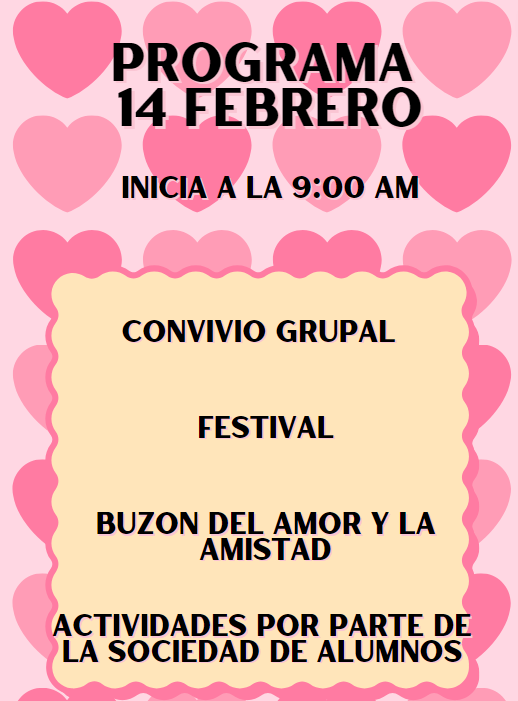 PROGRAMA
14 FEBRERO
INICIA A LA 9:00 AM
CONVIVIO GRUPAL
FESTIVAL
BUZON DEL AMOR Y LA
AMISTAD
ACTIVIDADES POR PARTE DE
LA SOCIEDAD DE ALUMNOS